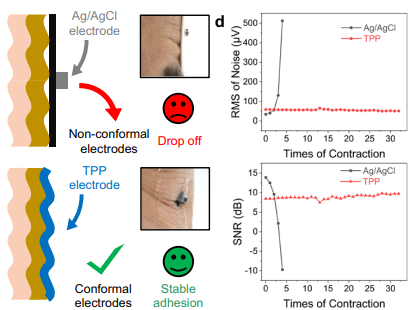 Ag/AgCl
electrode
Non-conformal
electrodes
Drop off
TPP
electrode
Conformal
electrodes
Stable
adhesion
d
RMS of Noise (μV)
500
400
300
200
100
0
Ag/AgCl
TPP
0 5 10 15 20 25 30
Times of Contraction
SNR (dB)
15
10
5
0
-5
-10
Ag/AgCl
TPP
0 5 10 15 20 25 30
Times of Contraction